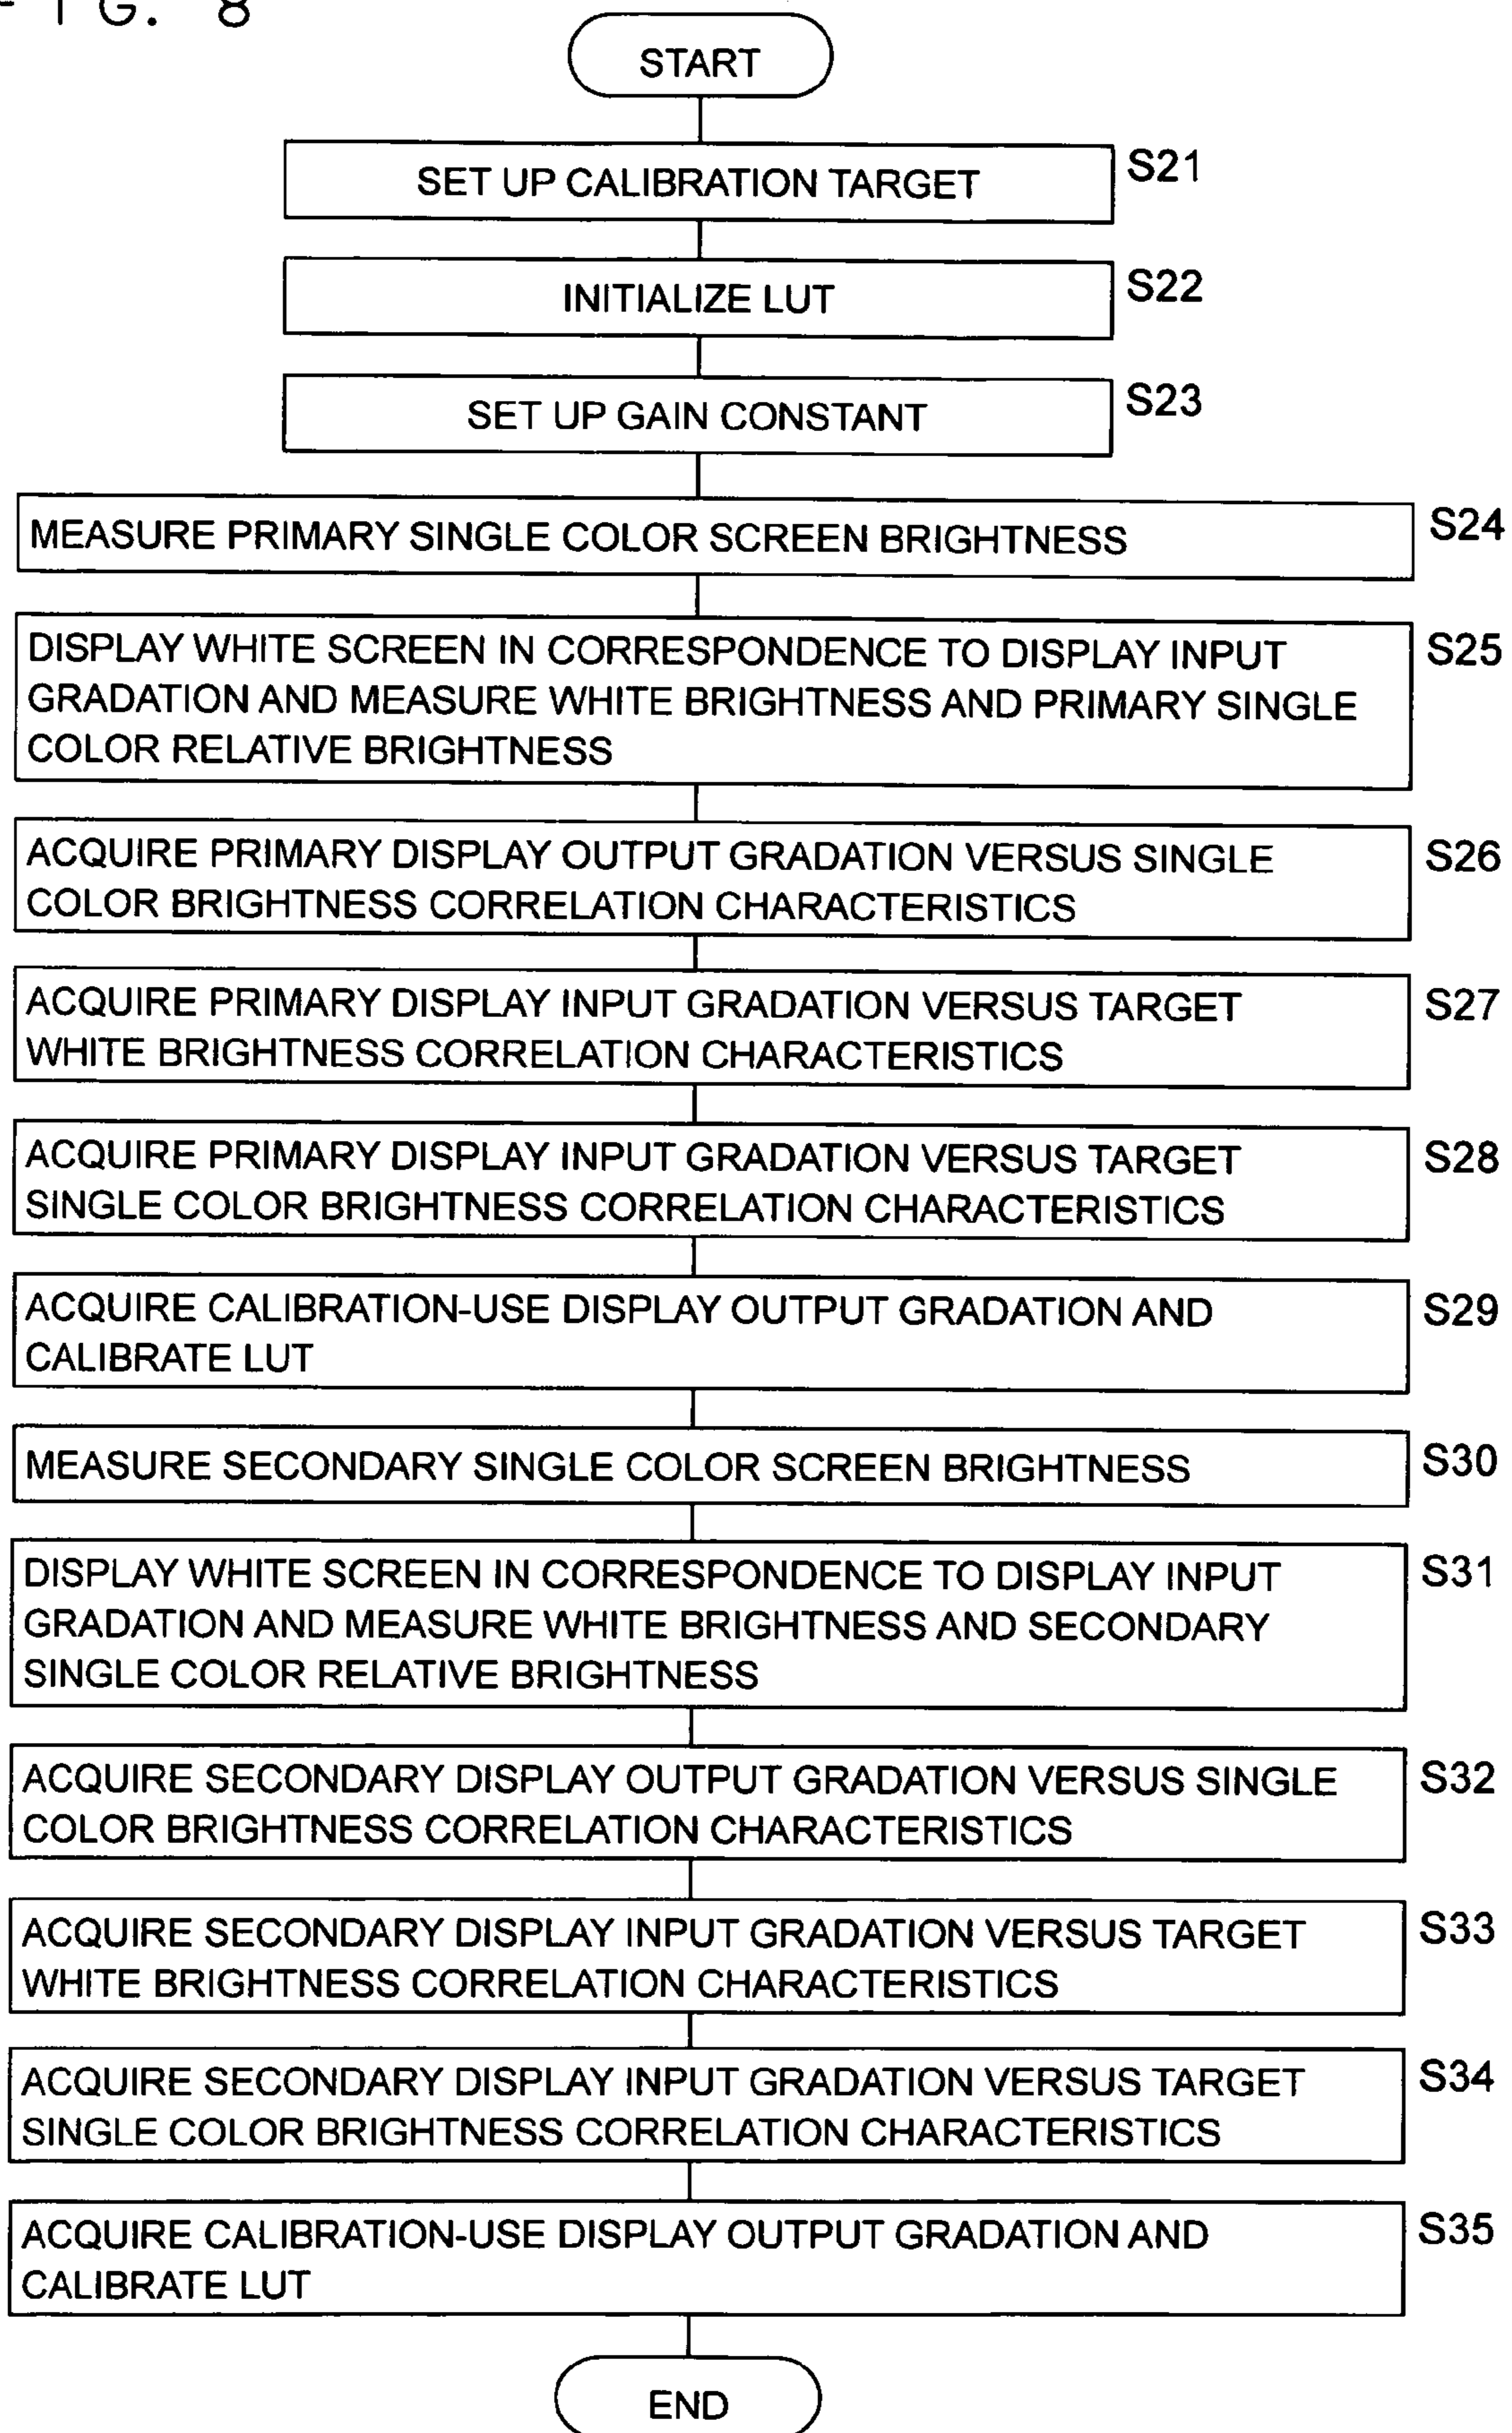 FIG. 8
START
SET UP CALIBRATION TARGET S21
INITIALIZE LUT S22
SET UP GAIN CONSTANT S23
MEASURE PRIMARY SINGLE COLOR SCREEN BRIGHTNESS S24
DISPLAY WHITE SCREEN IN CORRESPONDENCE TO DISPLAY INPUT S25
GRADATION AND MEASURE WHITE BRIGHTNESS AND PRIMARY SINGLE
COLOR RELATIVE BRIGHTNESS
ACQUIRE PRIMARY DISPLAY OUTPUT GRADATION VERSUS SINGLE S26
COLOR BRIGHTNESS CORRELATION CHARACTERISTICS
ACQUIRE PRIMARY DISPLAY INPUT GRADATION VERSUS TARGET S27
WHITE BRIGHTNESS CORRELATION CHARACTERISTICS
ACQUIRE PRIMARY DISPLAY INPUT GRADATION VERSUS TARGET S28
SINGLE COLOR BRIGHTNESS CORRELATION CHARACTERISTICS
ACQUIRE CALIBRATION-USE DISPLAY OUTPUT GRADATION AND S29
CALIBRATE LUT
MEASURE SECONDARY SINGLE COLOR SCREEN BRIGHTNESS S30
DISPLAY WHITE SCREEN IN CORRESPONDENCE TO DISPLAY INPUT S31
GRADATION AND MEASURE WHITE BRIGHTNESS AND SECONDARY
SINGLE COLOR RELATIVE BRIGHTNESS
ACQUIRE SECONDARY DISPLAY OUTPUT GRADATION VERSUS SINGLE S32
COLOR BRIGHTNESS CORRELATION CHARACTERISTICS
ACQUIRE SECONDARY DISPLAY INPUT GRADATION VERSUS TARGET S33
WHITE BRIGHTNESS CORRELATION CHARACTERISTICS
ACQUIRE SECONDARY DISPLAY INPUT GRADATION VERSUS TARGET S34
SINGLE COLOR BRIGHTNESS CORRELATION CHARACTERISTICS
ACQUIRE CALIBRATION-USE DISPLAY OUTPUT GRADATION AND S35
CALIBRATE LUT
END